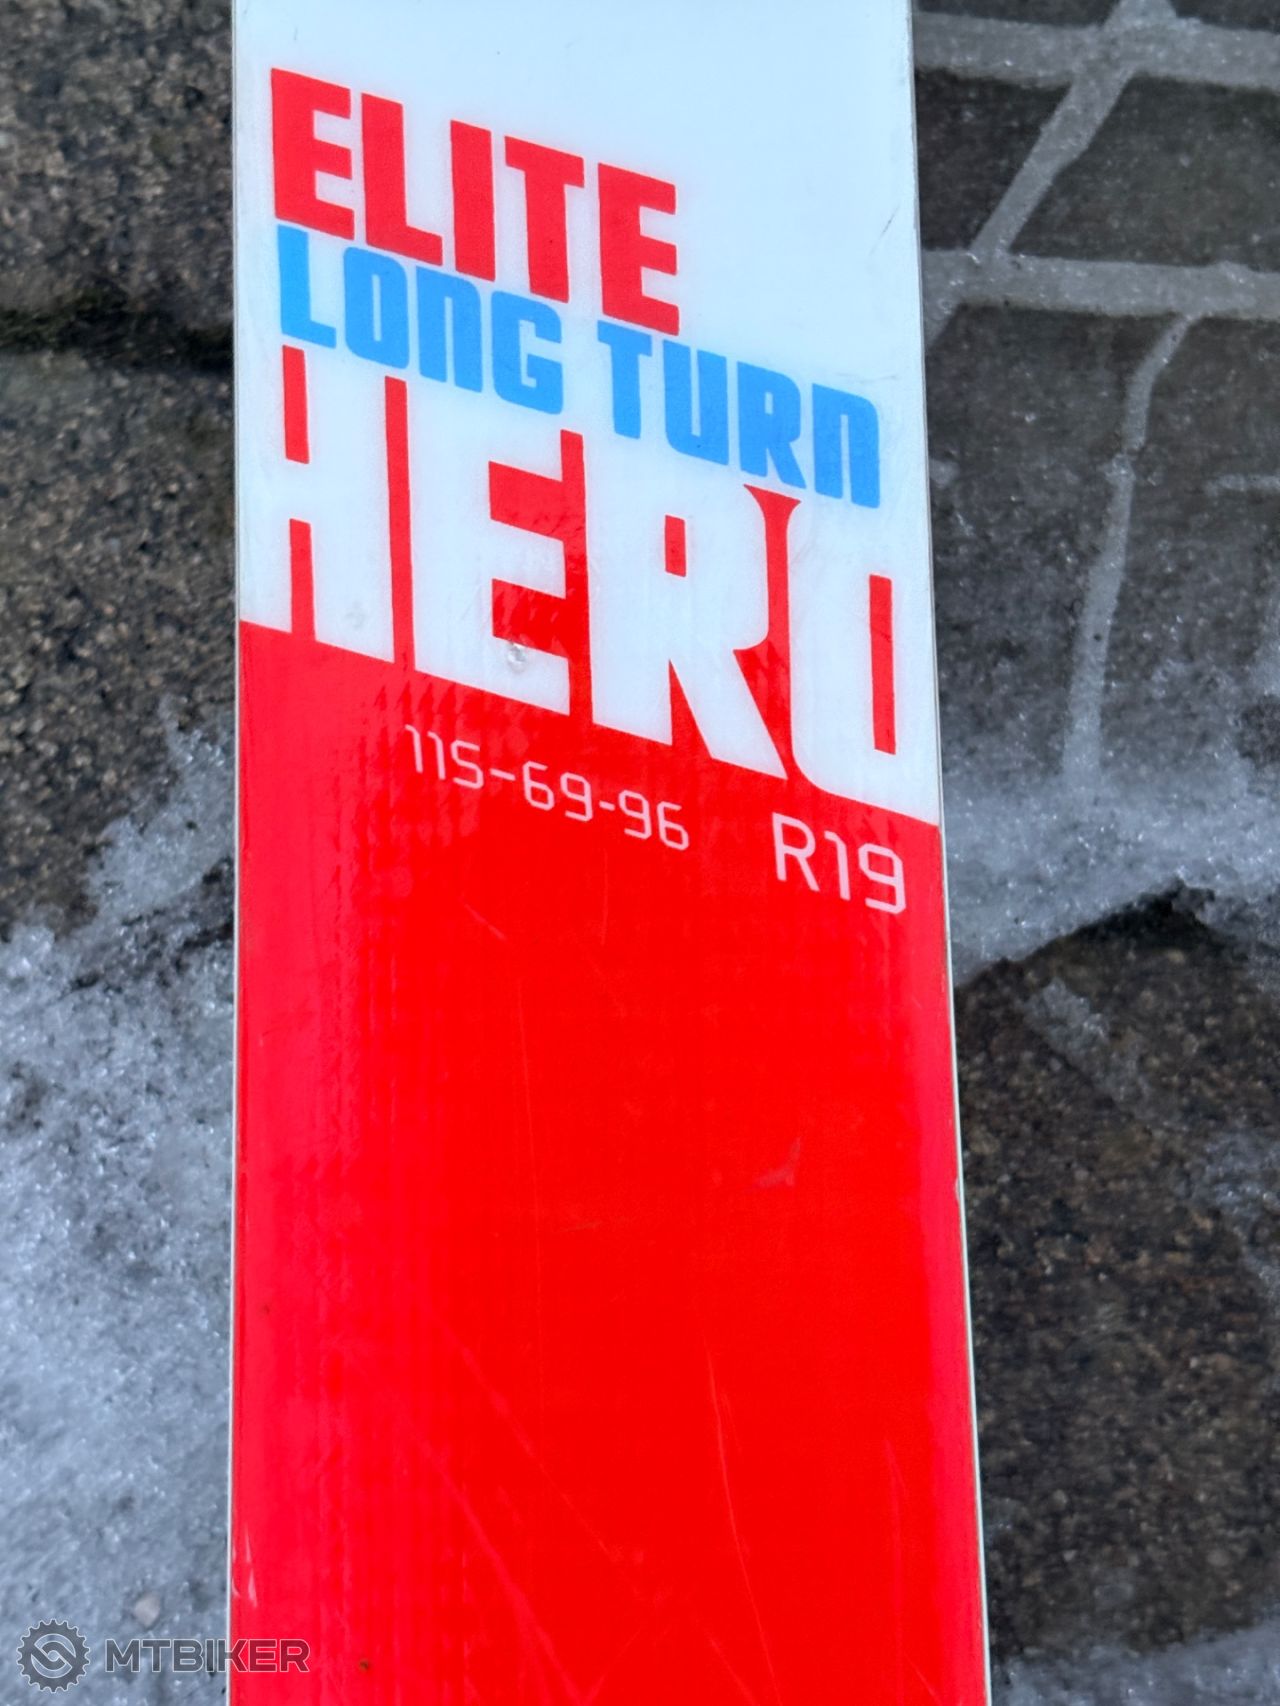 ELITE
LONG TURN
HERO
115-69-96 R19
MTBIKER